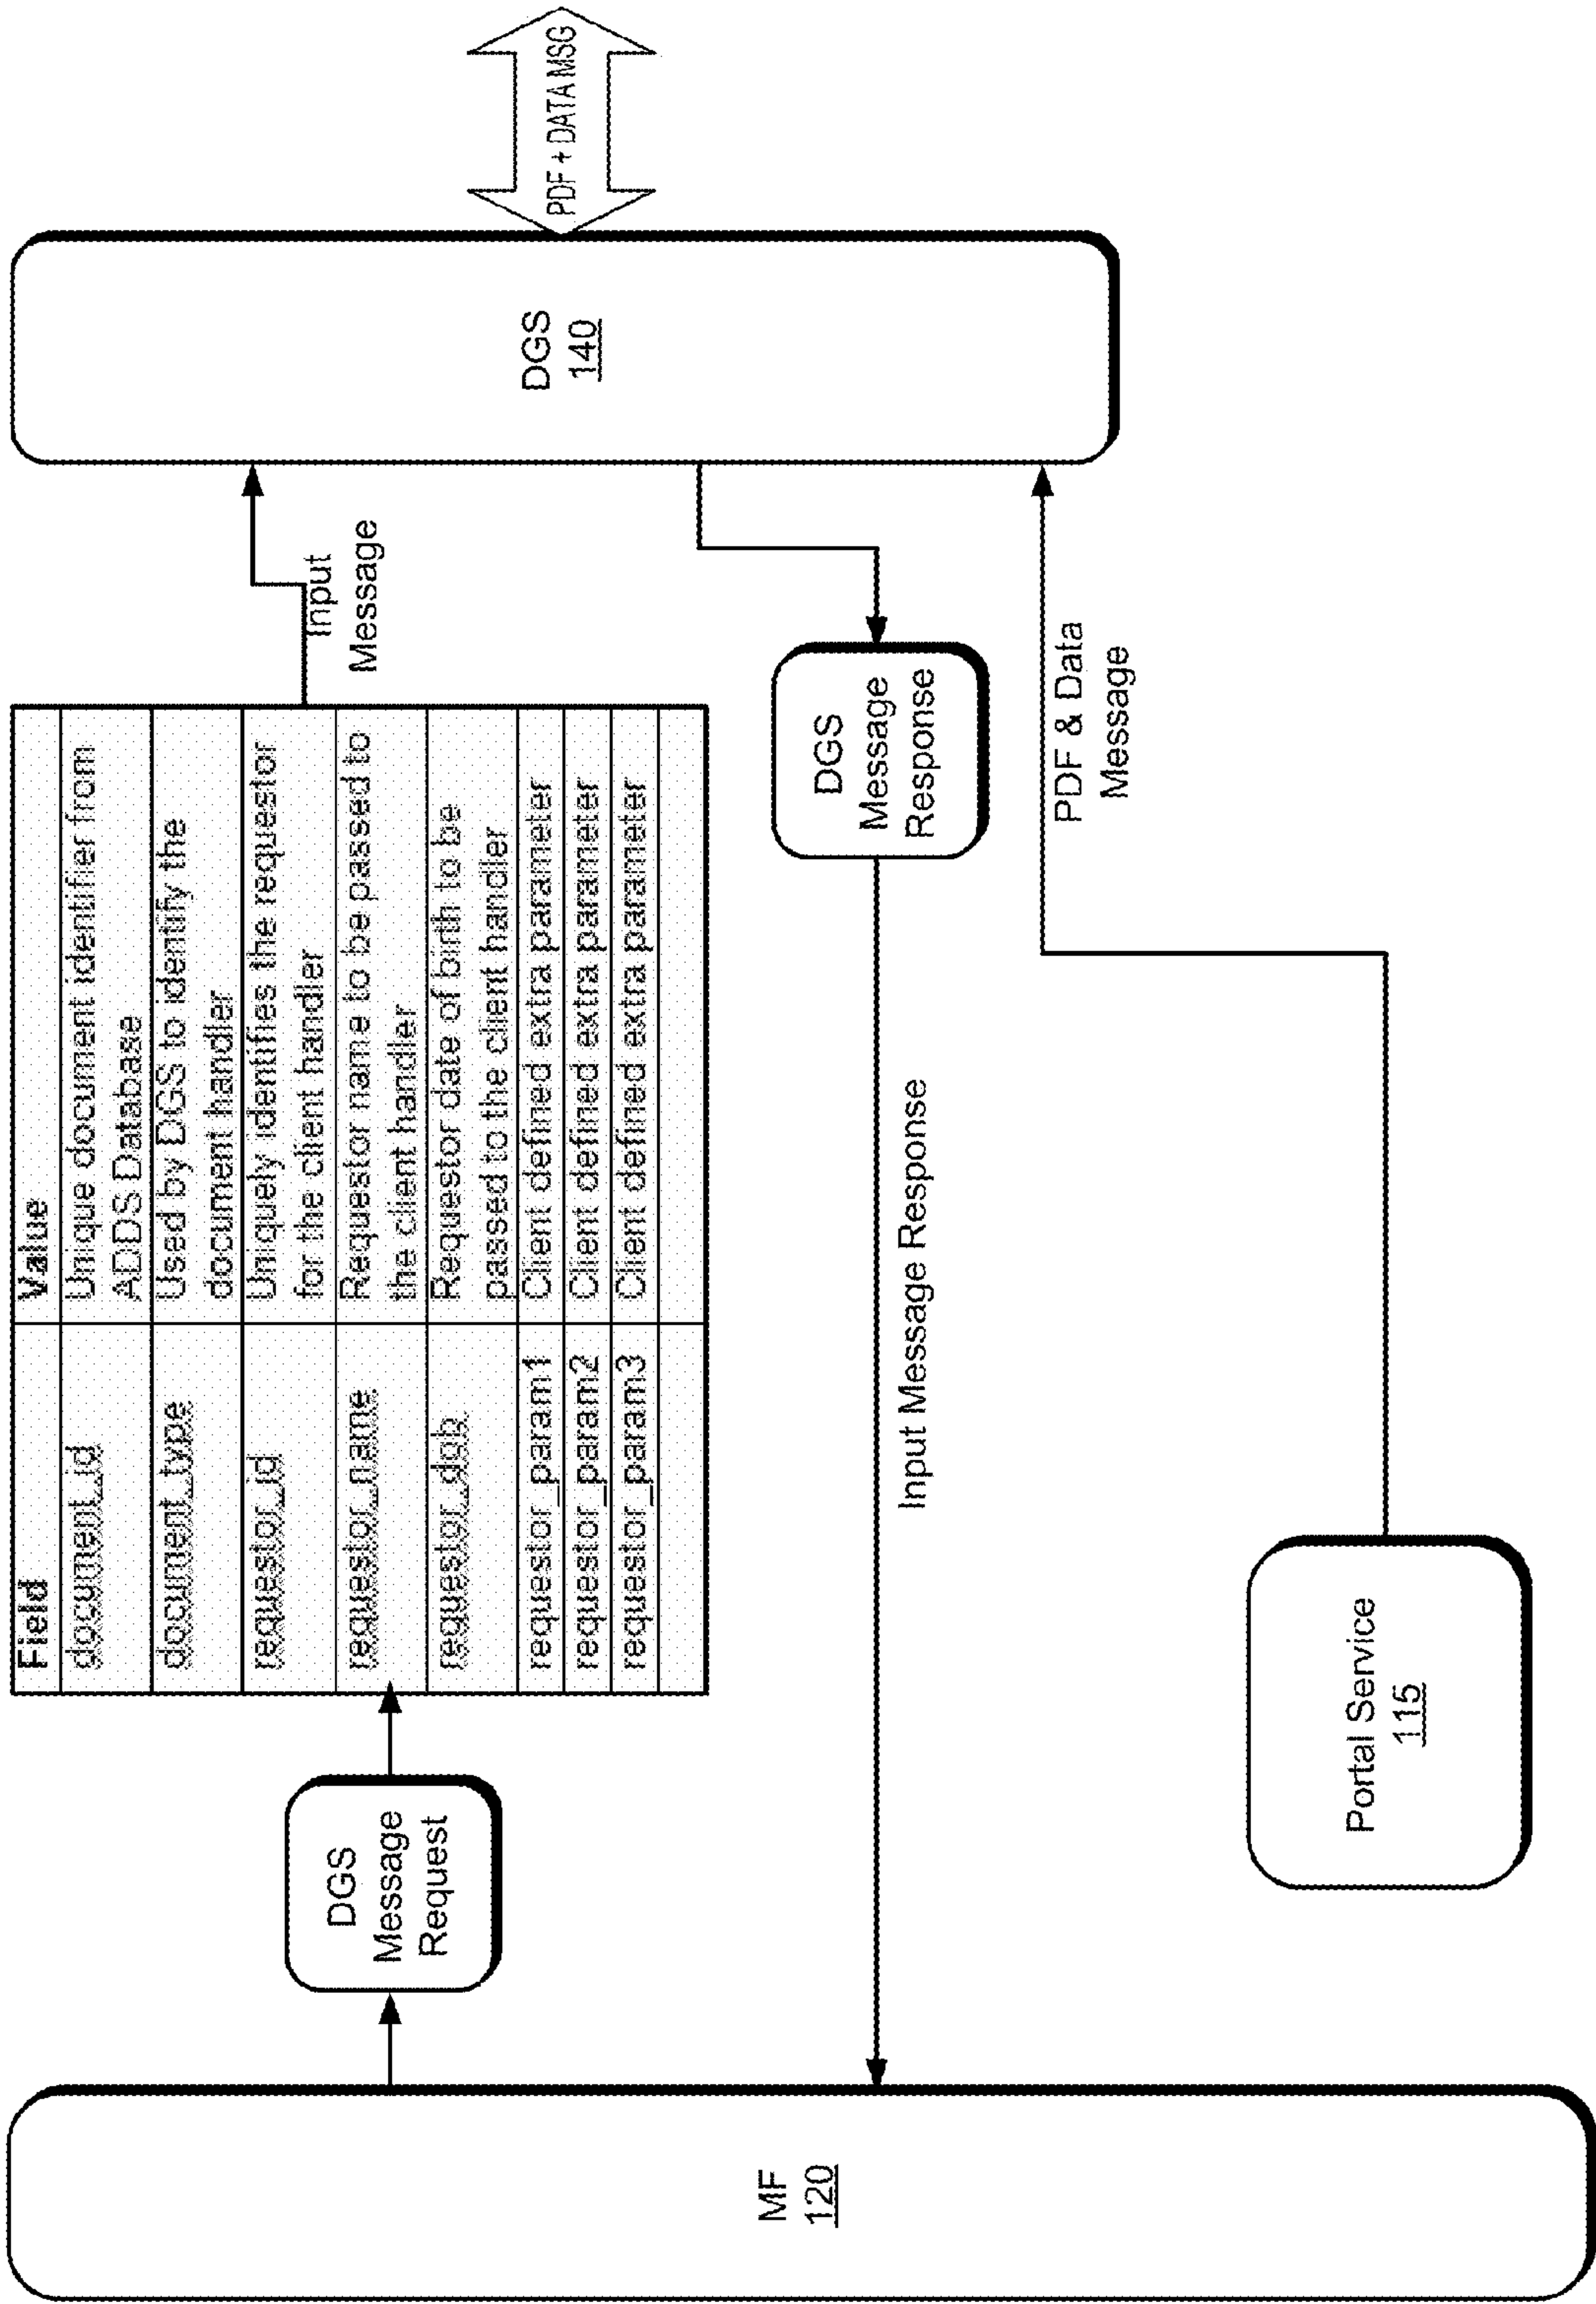 MF
120
DGS
Message
Request
Field
Value
document_id
Unique document identifier from
ADDS Database
document_type
Used by DGS to identify the
document handler
requestor_id
Uniquely identifies the requestor
for the client handler
requestor_name
Requestor name to be passed to
the client handler
requestor_dob
Requestor date of birth to be
passed to the client handler
requestor_param1
Client defined extra parameter
requestor_param2
Client defined extra parameter
requestor_param3
Client defined extra parameter
Input
Message
DGS
140
PDF + DATA MSG
DGS
Message
Response
Input Message Response
PDF & Data
Message
Portal Service
115